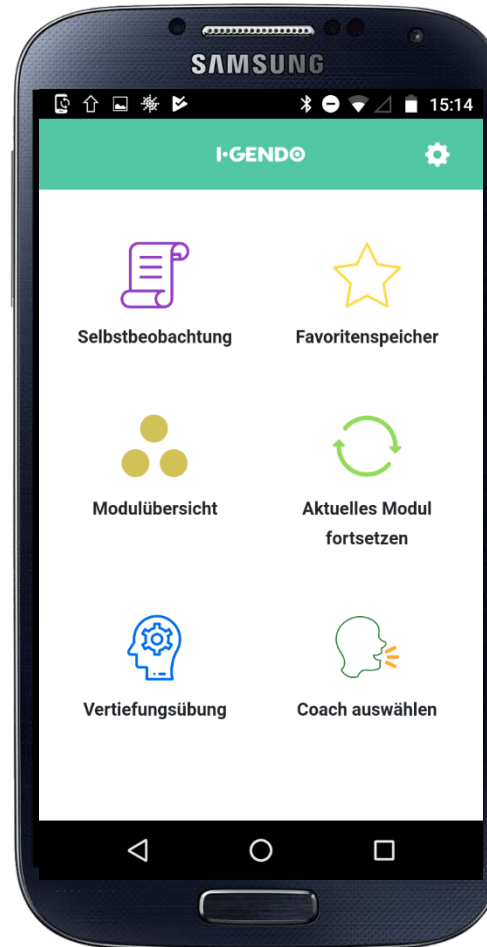 SAMSUNG
15:14
I·GENDO
Selbstbeobachtung
Favoritenspeicher
Modulübersicht
Aktuelles Modul
fortsetzen
Vertiefungsübung
Coach auswählen